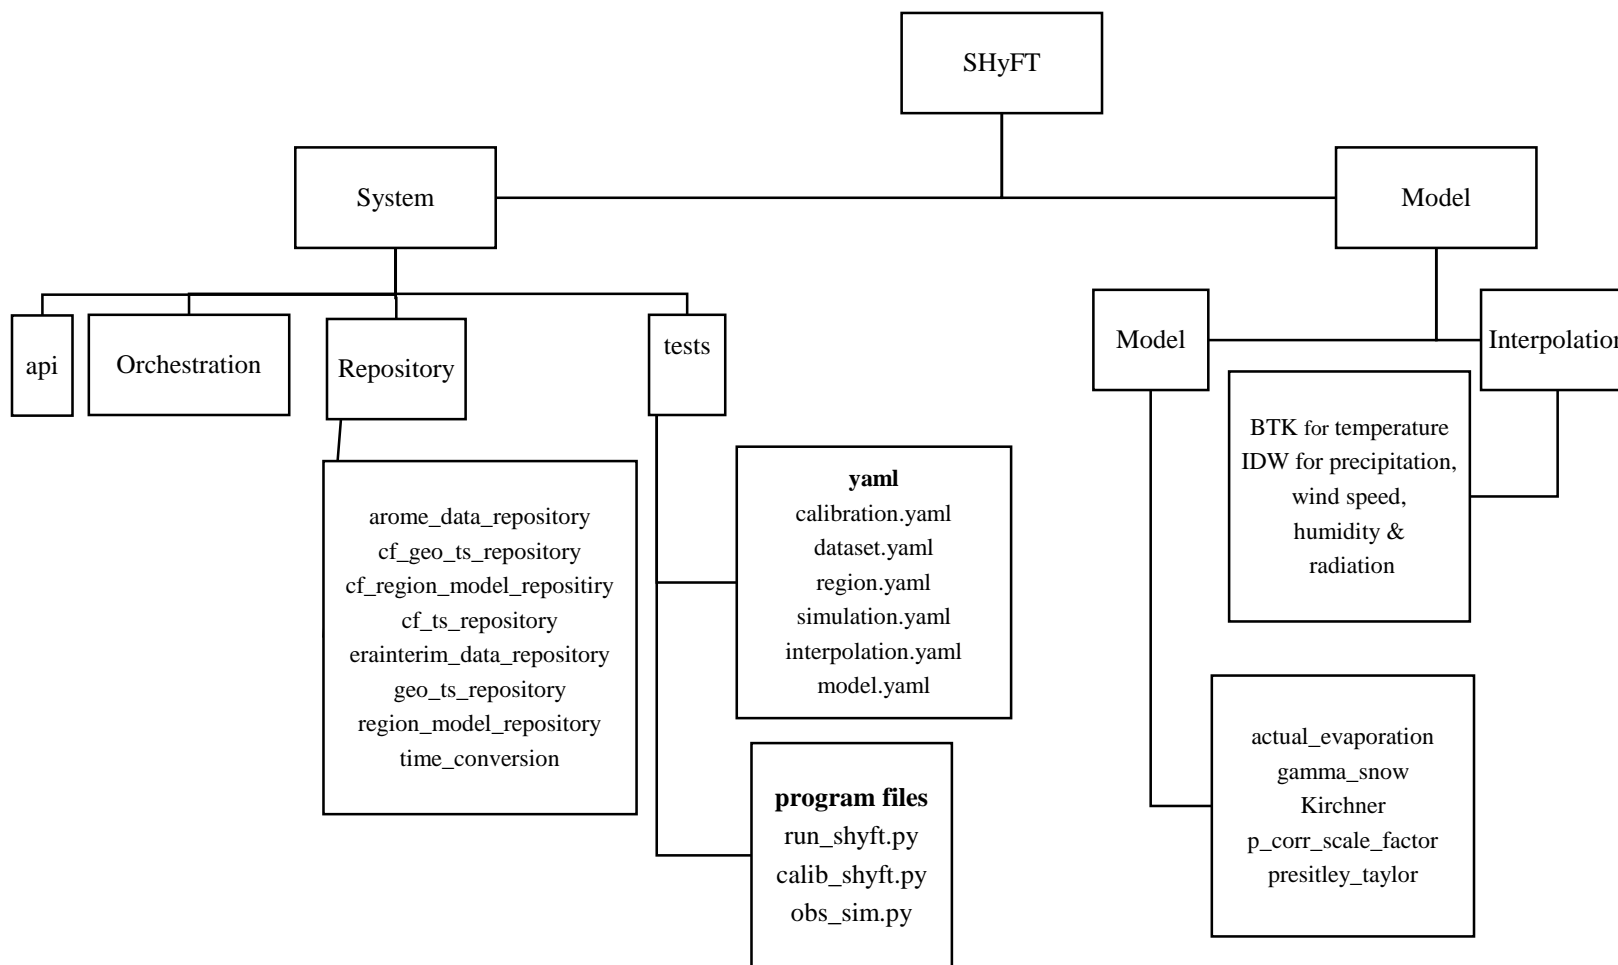 SHyFT
System
Model
api
Orchestration
Repository
tests
Model
Interpolation
arome_data_repository
cf_geo_ts_repository
cf_region_model_repositiry
cf_ts_repository
erainterim_data_repository
geo_ts_repository
region_model_repository
time_conversion
yaml
calibration.yaml
dataset.yaml
region.yaml
simulation.yaml
interpolation.yaml
model.yaml
program files
run_shyft.py
calib_shyft.py
obs_sim.py
BTK for temperature
IDW for precipitation,
wind speed,
humidity &
radiation
actual_evaporation
gamma_snow
Kirchner
p_corr_scale_factor
presitley_taylor